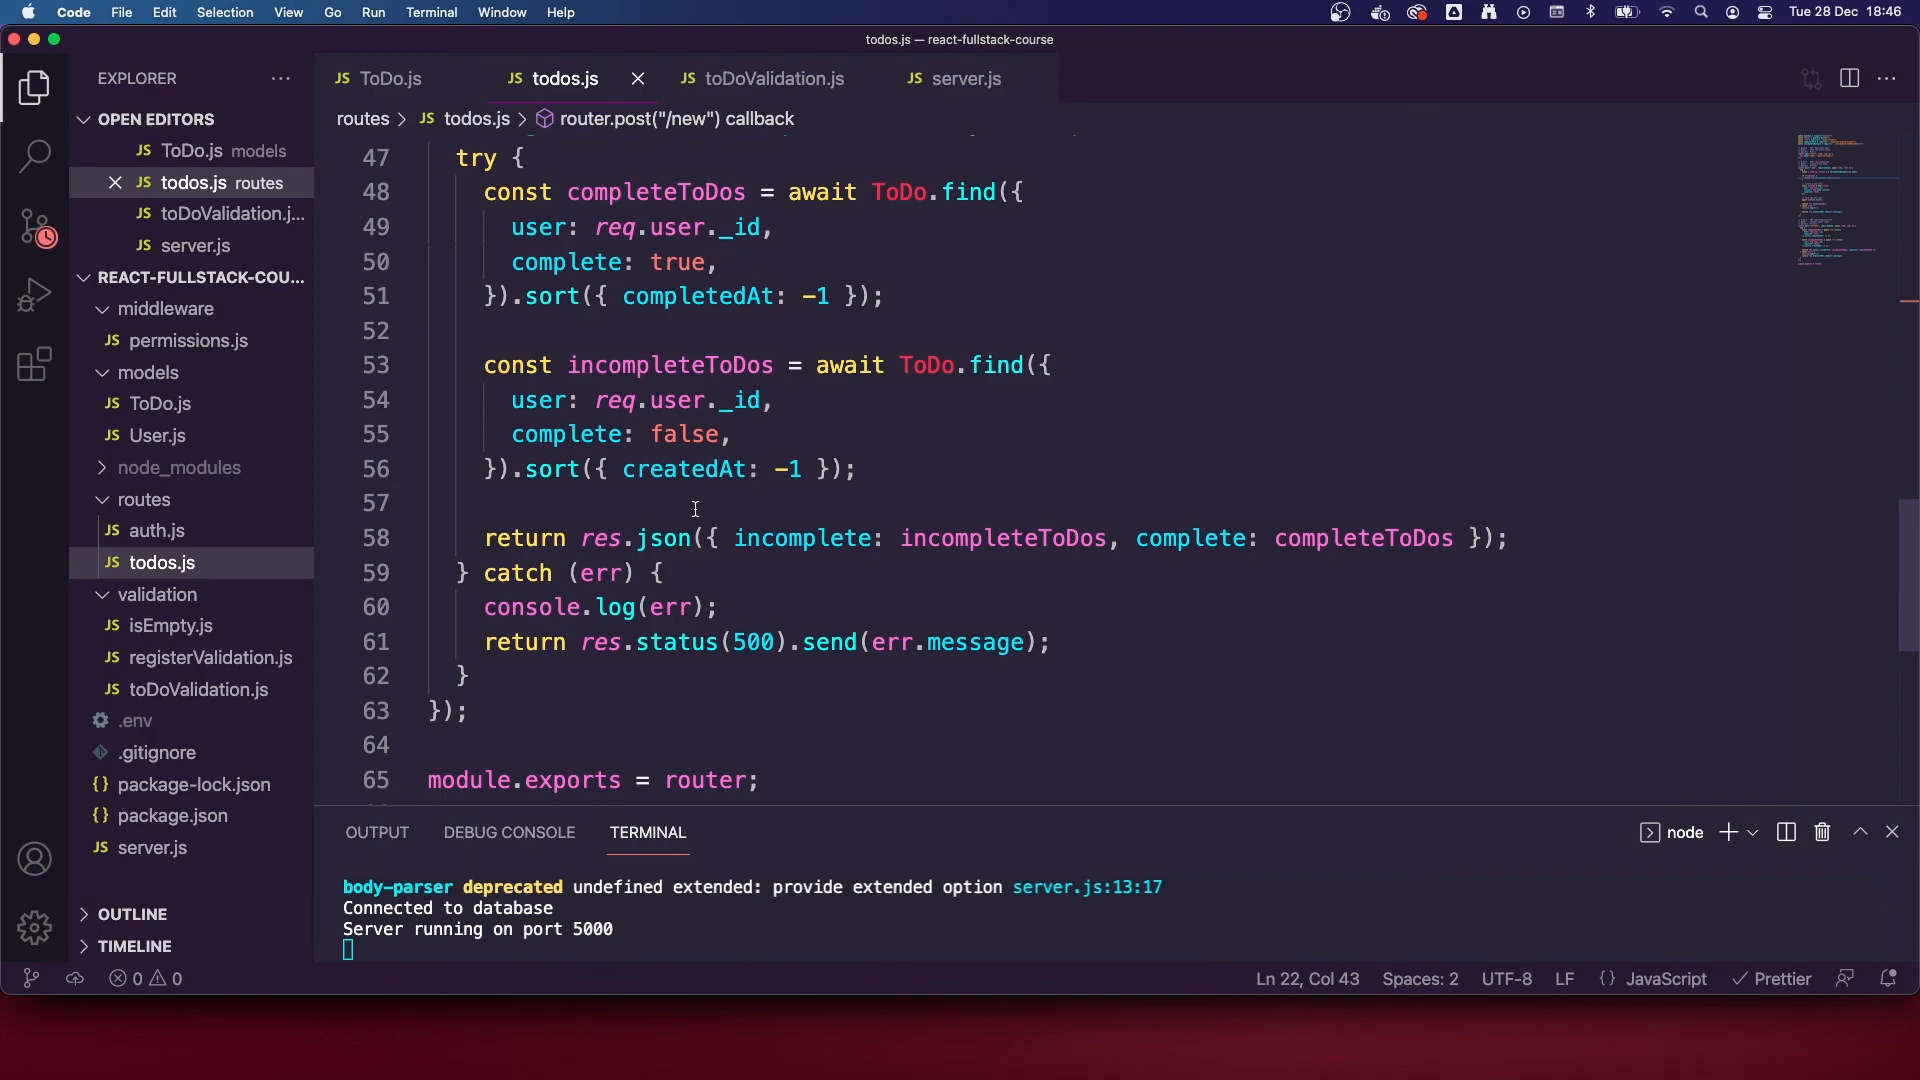 Code File Edit Selection View Go Run Terminal Window Help Tue 28 Dec 18:46
todos.js — react-fullstack-course
EXPLORER
OPEN EDITORS
JS ToDo.js models
JS todos.js routes
JS toDoValidation.j...
JS server.js
REACT-FULLSTACK-COU...
middleware
JS permissions.js
models
JS ToDo.js
JS User.js
node_modules
routes
JS auth.js
JS todos.js
validation
JS isEmpty.js
JS registerValidation.js
JS toDoValidation.js
.env
.gitignore
{} package-lock.json
{} package.json
JS server.js
OUTLINE
TIMELINE
JS ToDo.js JS todos.js JS toDoValidation.js JS server.js
routes > JS todos.js > router.post("/new") callback
47 try {
48 const completeToDos = await ToDo.find({
49 user: req.user._id,
50 complete: true,
51 }).sort({ completedAt: -1 });
52
53 const incompleteToDos = await ToDo.find({
54 user: req.user._id,
55 complete: false,
56 }).sort({ createdAt: -1 });
57
58 return res.json({ incomplete: incompleteToDos, complete: completeToDos });
59 } catch (err) {
60 console.log(err);
61 return res.status(500).send(err.message);
62 }
63 });
64
65 module.exports = router;
OUTPUT DEBUG CONSOLE TERMINAL node
body-parser deprecated undefined extended: provide extended option server.js:13:17
Connected to database
Server running on port 5000
0 0 Ln 22, Col 43 Spaces: 2 UTF-8 LF {} JavaScript Prettier